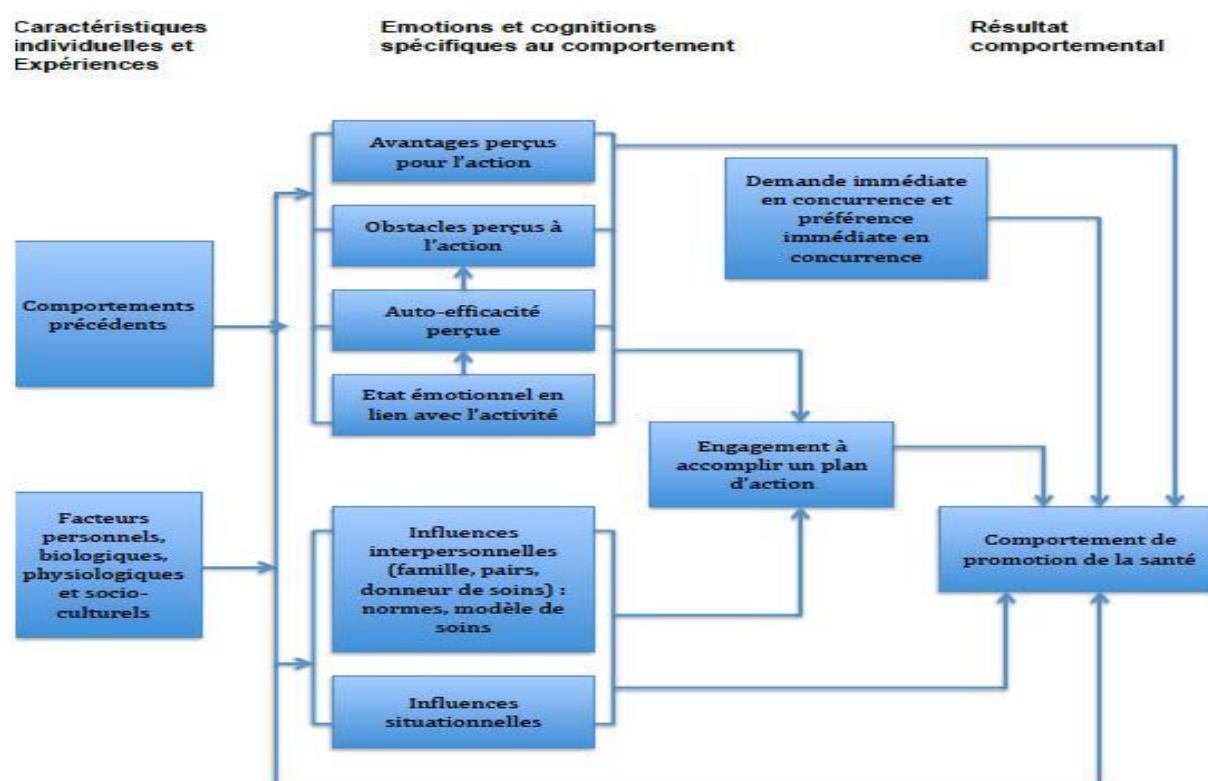 Caractéristiques
individuelles et
Expériences
Emotions et cognitions
spécifiques au comportement
Résultat
comportemental
Avantages perçus
pour l'action
Demande immédiate
en concurrence et
préférence
immédiate en
concurrence
Obstacles perçus à
l'action
Comportements
précédents
Auto-efficacité
perçue
Etat émotionnel en
lien avec l'activité
Engagement à
accomplir un plan
d'action
Facteurs
personnels,
biologiques,
physiologiques
et socio-
culturels
Influences
interpersonnelles
(famille, pairs,
donneur de soins) :
normes, modèle de
soins
Comportement de
promotion de la santé
Influences
situationnelles